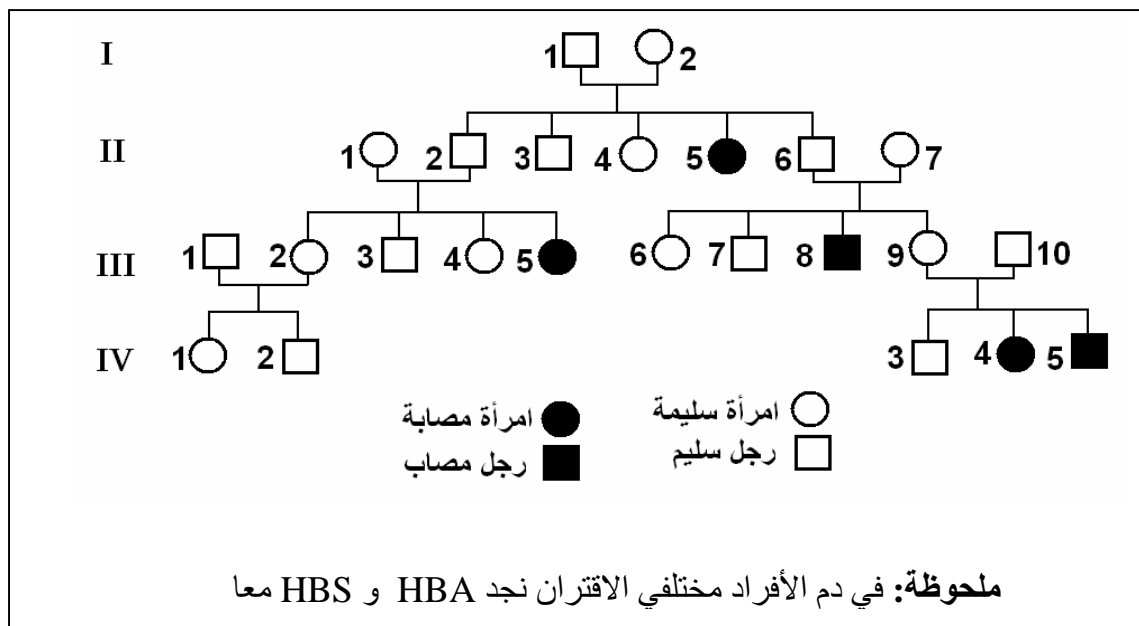 I 1 2
II 1 2 3 4 5 6 7
III 1 2 3 4 5 6 7 8 9 10
IV 1 2 3 4 5
امرأة مصابة امرأة سليمة
رجل مصاب رجل سليم
ملحوظة: في دم الأفراد مختلفي الاقتران نجد HBA و HBS معا